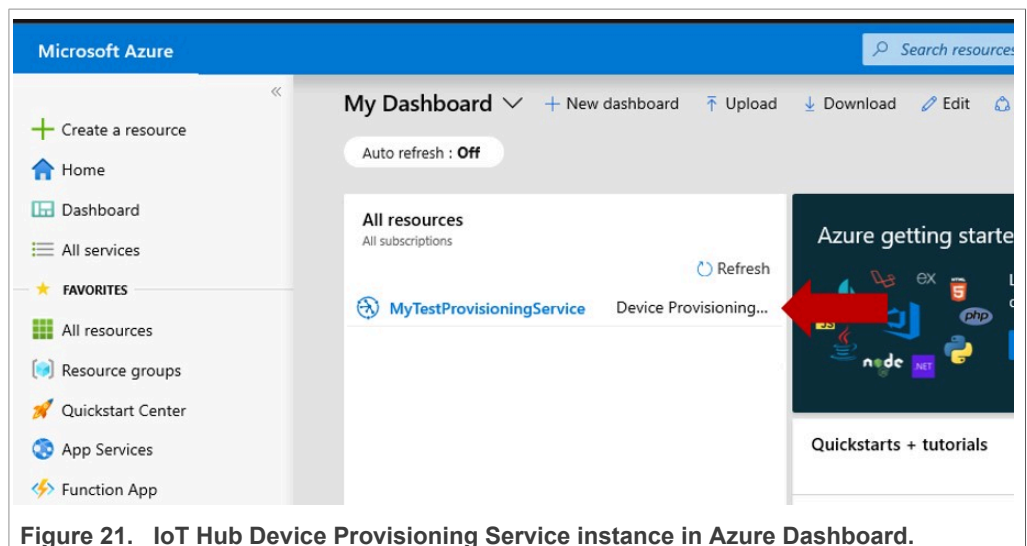 Microsoft Azure
Search resources
«
My Dashboard
+ New dashboard
Upload
Download
Edit
Create a resource
Auto refresh : Off
Home
Dashboard
All services
FAVORITES
All resources
Resource groups
Quickstart Center
App Services
Function App
All resources
All subscriptions
Refresh
MyTestProvisioningService Device Provisioning...
Azure getting starte
ex
HTML
5
php
JS
node
.NET
Quickstarts + tutorials
Figure 21. IoT Hub Device Provisioning Service instance in Azure Dashboard.